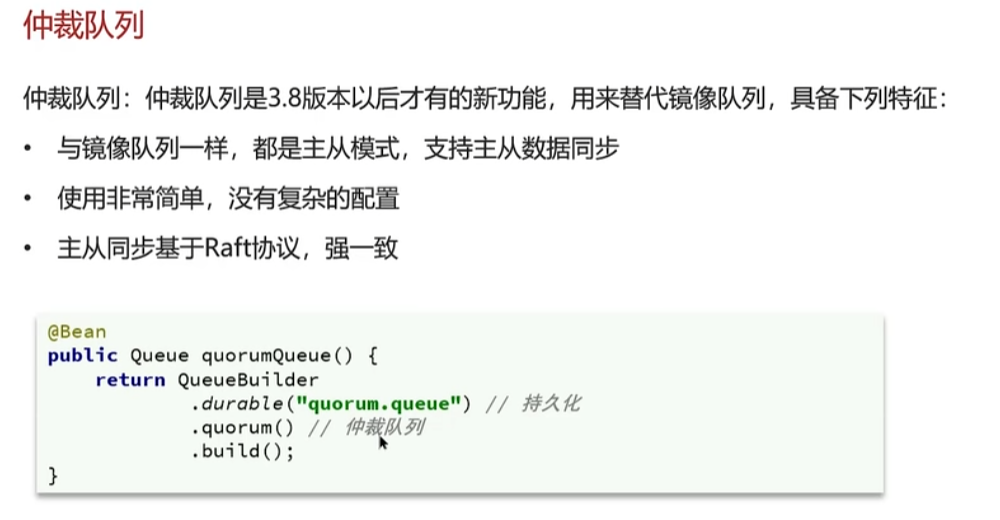 仲裁队列
仲裁队列：仲裁队列是3.8版本以后才有的新功能，用来替代镜像队列，具备下列特征：
• 与镜像队列一样，都是主从模式，支持主从数据同步
• 使用非常简单，没有复杂的配置
• 主从同步基于Raft协议，强一致
@Bean
public Queue quorumQueue() {
    return QueueBuilder
            .durable("quorum.queue") // 持久化
            .quorum() // 仲裁队列
            .build();
}